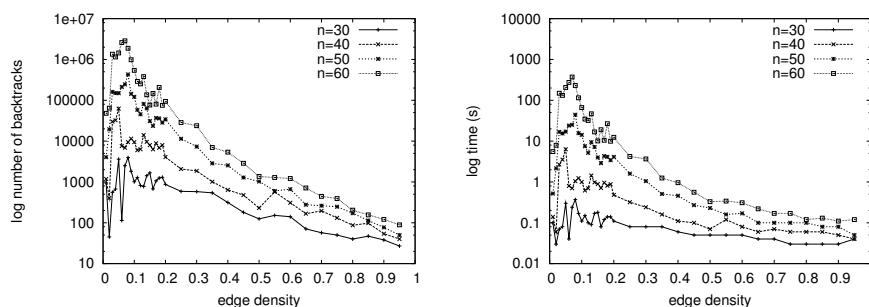 log number of backtracks
1e+07
1e+06
100000
10000
1000
100
10
0 0.1 0.2 0.3 0.4 0.5 0.6 0.7 0.8 0.9 1
edge density
n=30
n=40
n=50
n=60
log time (s)
10000
1000
100
10
1
0.1
0.01
0 0.1 0.2 0.3 0.4 0.5 0.6 0.7 0.8 0.9
edge density
n=30
n=40
n=50
n=60